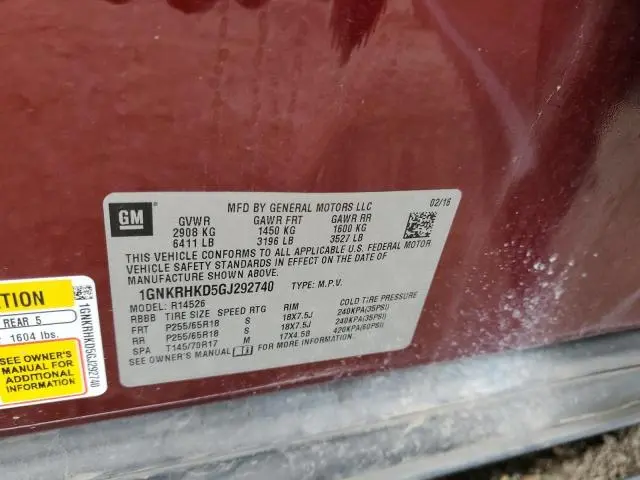 GM
MFD BY GENERAL MOTORS LLC
02/16
GVWR GAWR FRT GAWR RR
2908 KG 1450 KG 1600 KG
6411 LB 3196 LB 3527 LB
THIS VEHICLE CONFORMS TO ALL APPLICABLE U.S. FEDERAL MOTOR
VEHICLE SAFETY STANDARDS IN EFFECT ON THE DATE OF
MANUFACTURE SHOWN ABOVE.
1GNKRHKD5GJ292740 TYPE: M.P.V.
MODEL: R14526
RBBB TIRE SIZE SPEED RTG RIM COLD TIRE PRESSURE
FRT P255/65R18 S 18X7.5J 240KPA(35PSI)
RR P255/65R18 S 18X7.5J 240KPA(35PSI)
SPA T145/70R17 M 17X4.5B 420KPA(60PSI)
SEE OWNER'S MANUAL FOR MORE INFORMATION
TION
REAR 5
1604 lbs.
SEE OWNER'S
MANUAL FOR
ADDITIONAL
INFORMATION
1GNKRHKD5GJ292740